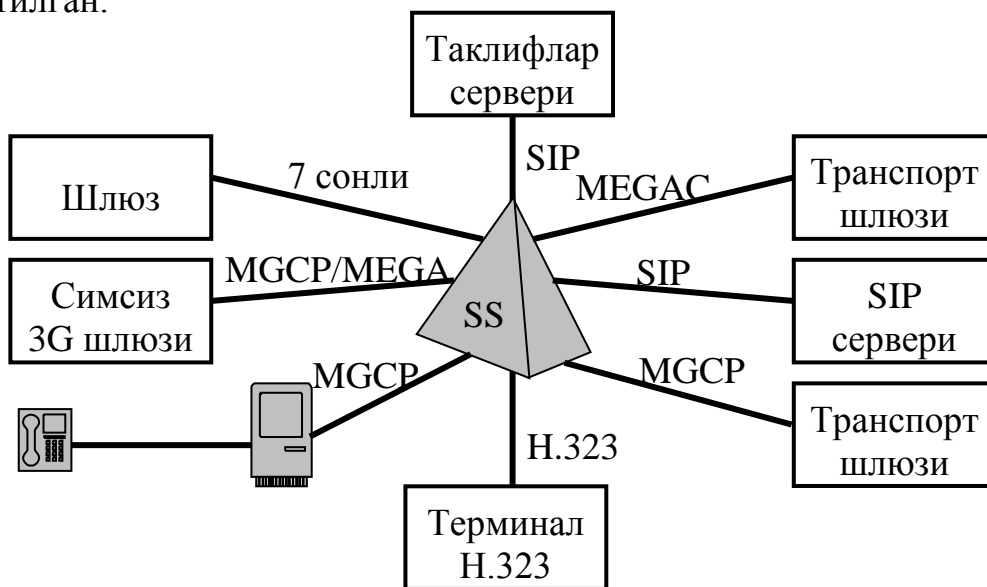 тилган.
Таклифлар
сервери
SIP
7 сонли
MEGAC
Шлюз
Транспорт
шлюзи
MGCP/MEGA
SIP
Симсиз
3G шлюзи
SS
SIP
сервери
MGCP
MGCP
Транспорт
шлюзи
H.323
Терминал
H.323